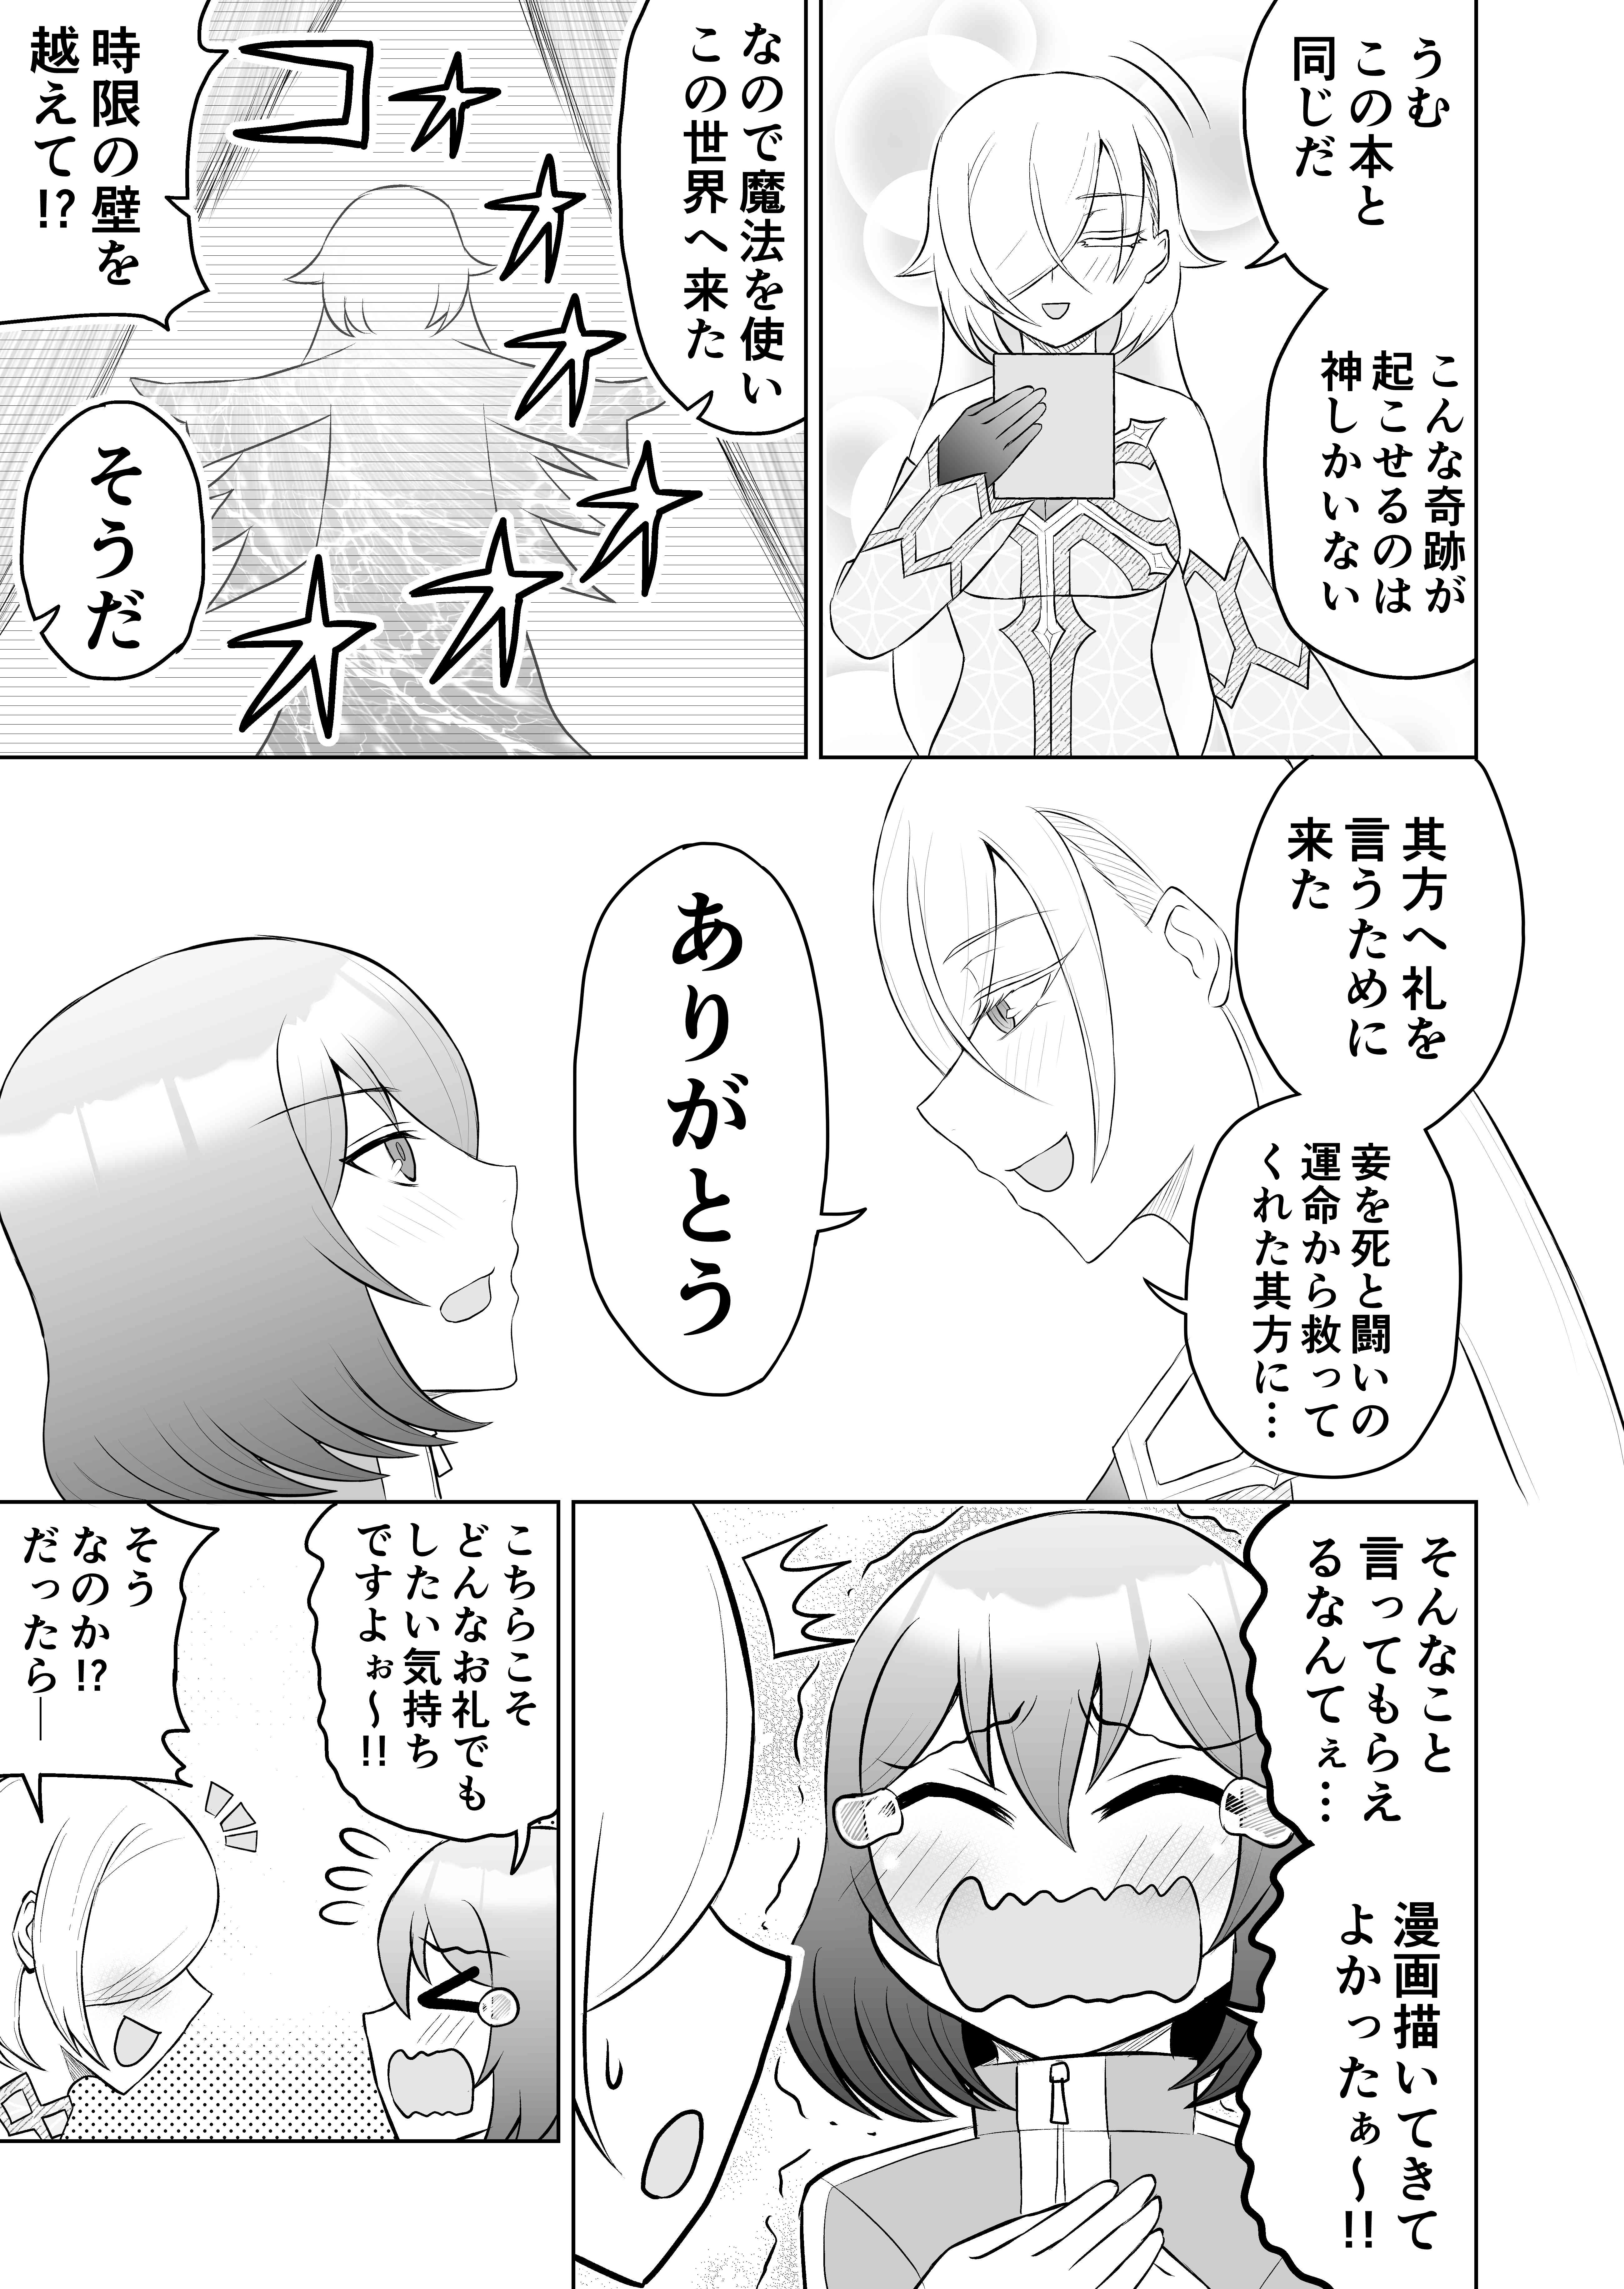 うむ
この本と
同じだ
こんな奇跡が
起こせるのは
神しかいない
なので魔法を使い
この世界へ来た
コオオオオオオオ
時限の壁を
越えて!?
そうだ
其方へ礼を
言うために
来た
妾を死と闘いの
運命から救って
くれた其方に…
ありがとう
そんなこと
言ってもらえ
るなんてぇ…
漫画描いてきて
よかったぁ～!!
こちらこそ
どんなお礼でも
したい気持ち
ですよぉ～!!
そう
なのか!?
だったら―